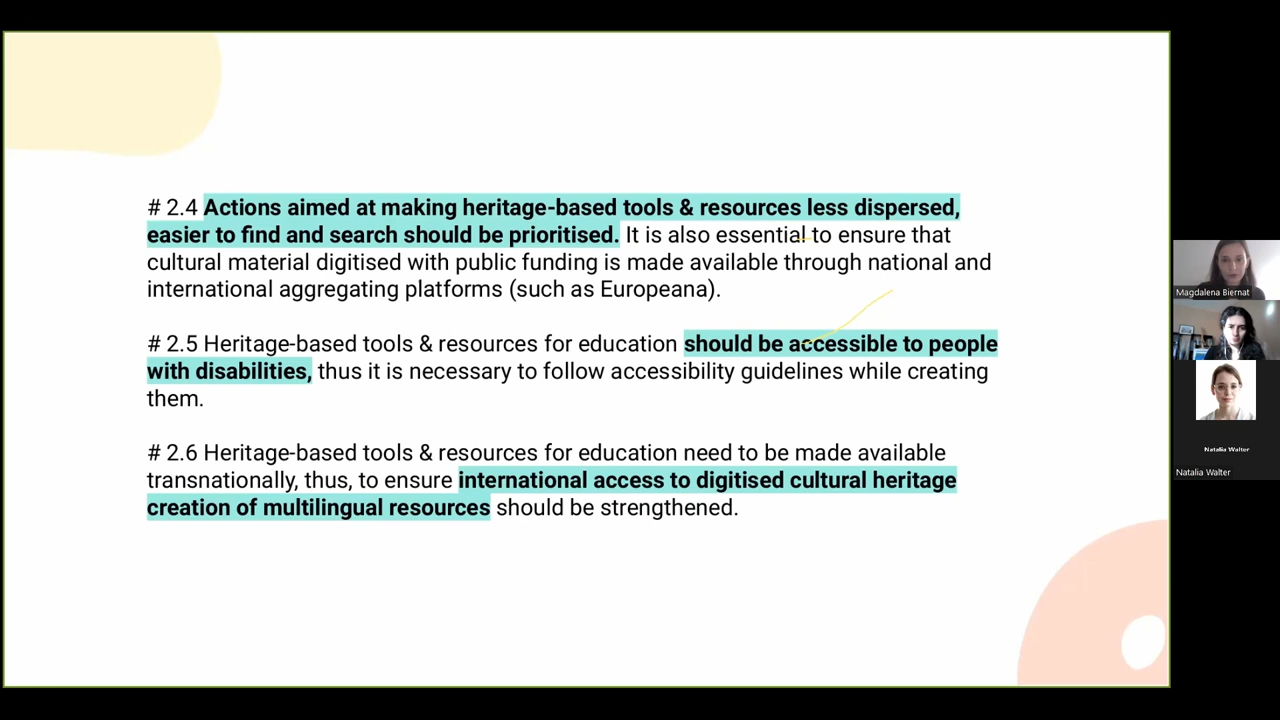 # 2.4 Actions aimed at making heritage-based tools & resources less dispersed,
easier to find and search should be prioritised. It is also essential to ensure that
cultural material digitised with public funding is made available through national and
international aggregating platforms (such as Europeana).
# 2.5 Heritage-based tools & resources for education should be accessible to people
with disabilities, thus it is necessary to follow accessibility guidelines while creating
them.
# 2.6 Heritage-based tools & resources for education need to be made available
transnationally, thus, to ensure international access to digitised cultural heritage
creation of multilingual resources should be strengthened.
Magdalena Biernat
Natalia Walter
Natalia Walter